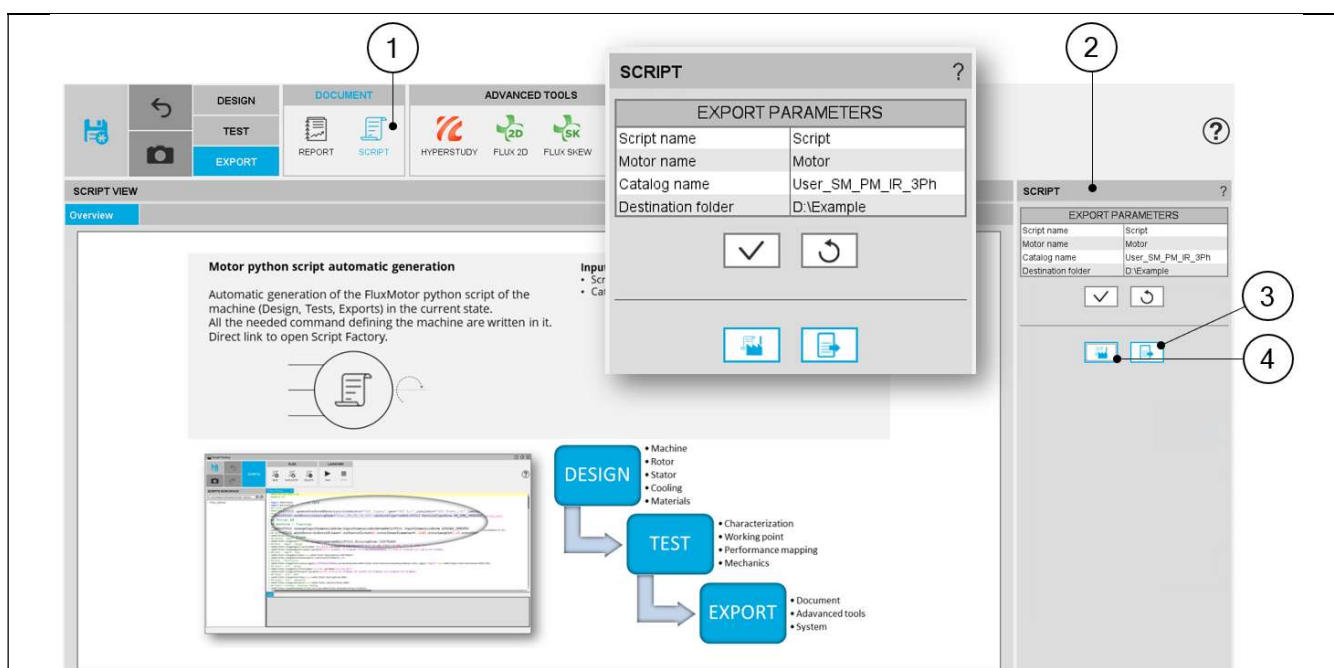 1
2
SCRIPT ?
EXPORT PARAMETERS
Script name Script
Motor name Motor
Catalog name User_SM_PM_IR_3Ph
Destination folder D:\Example
DESIGN
TEST
EXPORT
DOCUMENT
REPORT
SCRIPT
ADVANCED TOOLS
HYPERSTUDY
2D
FLUX 2D
SK
FLUX SKEW
?
SCRIPT VIEW
Overview
Motor python script automatic generation
Automatic generation of the FluxMotor python script of the
machine (Design, Tests, Exports) in the current state.
All the needed command defining the machine are written in it.
Direct link to open Script Factory.
SCRIPT ?
EXPORT PARAMETERS
Script name Script
Motor name Motor
Catalog name User_SM_PM_IR_3Ph
Destination folder D:\Example
3
4
DESIGN
• Machine
• Rotor
• Stator
• Cooling
• Materials
TEST
• Characterization
• Working point
• Performance mapping
• Mechanics
EXPORT
• Document
• Adavanced tools
• System